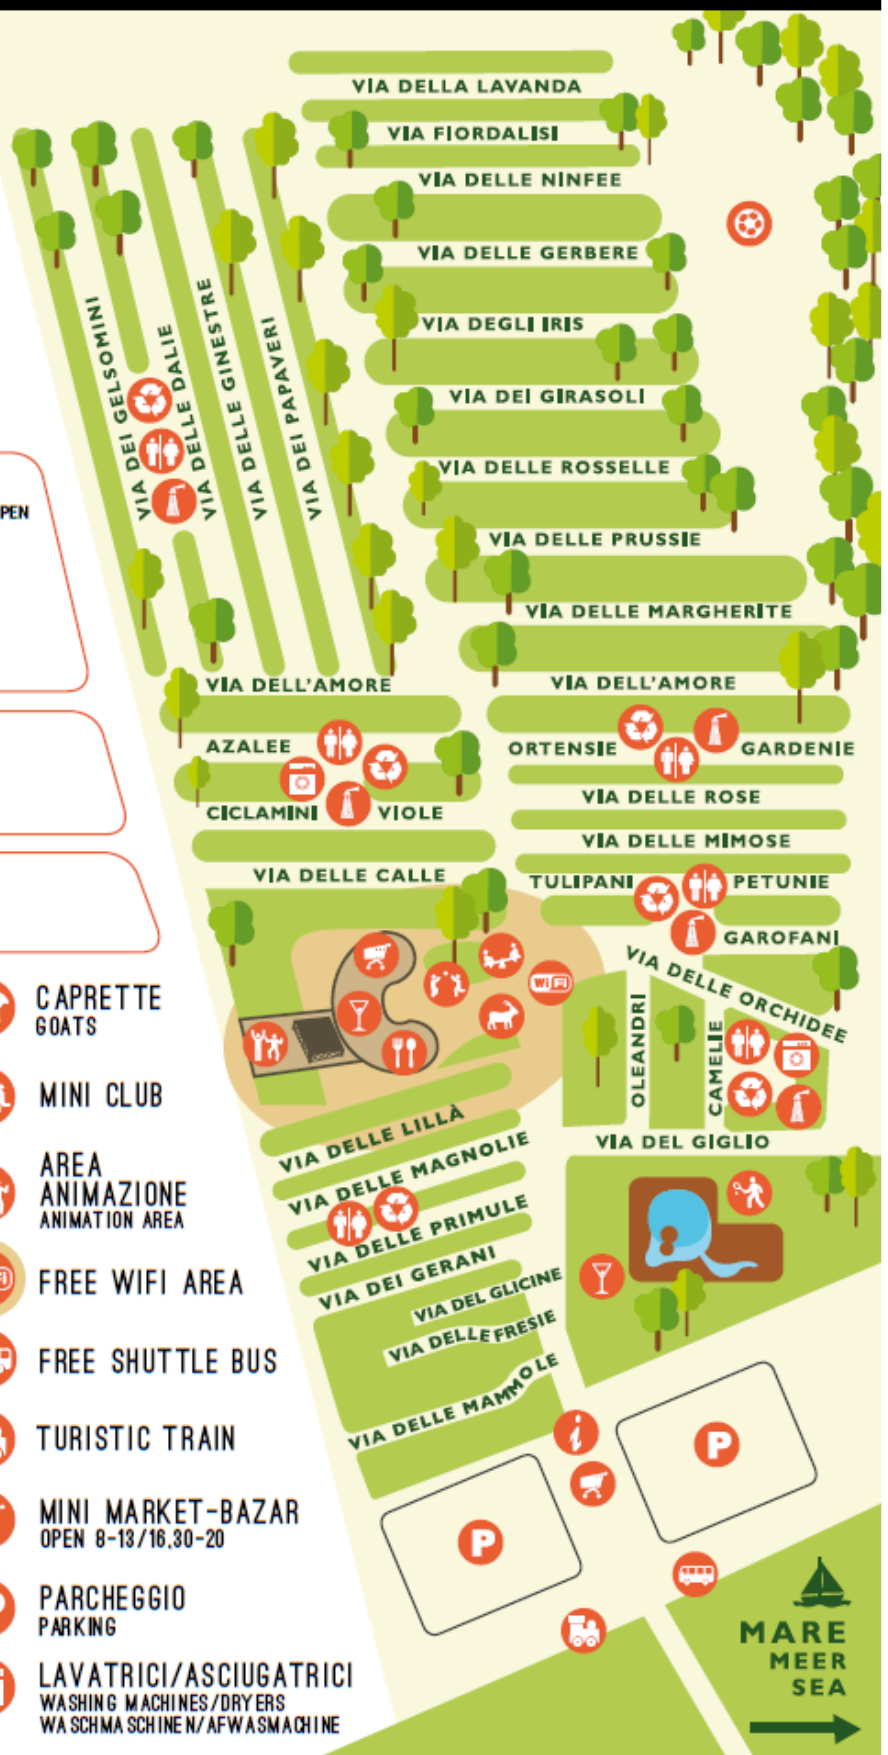 VIA DELLA LAVANDA
VIA FIORDALISI
VIA DELLE NINFEE
VIA DELLE GERBERE
VIA DEGLI IRIS
VIA DEI GIRASOLI
VIA DELLE ROSSELLE
VIA DELLE PRUSSIE
VIA DELLE MARGHERITE
VIA DEI GELSOMINI
VIA DELLE DALIE
VIA DELLE GINESTRE
VIA DEI PAPAVERI
PEN
VIA DELL'AMORE
VIA DELL'AMORE
AZALEE
ORTENSIE
GARDENIE
VIA DELLE ROSE
CICLAMINI
VIOLE
VIA DELLE MIMOSE
VIA DELLE CALLE
TULIPANI
PETUNIE
GAROFANI
VIA DELLE ORCHIDEE
WiFi
OLEANDRI
CAMELIE
VIA DEL GIGLIO
VIA DELLE LILLÀ
VIA DELLE MAGNOLIE
VIA DELLE PRIMULE
VIA DEI GERANI
VIA DEL GLICINE
VIA DELLE FRESIE
VIA DELLE MAMMOLE
i
P
P
CAPRETTE
GOATS
MINI CLUB
AREA
ANIMAZIONE
ANIMATION AREA
FREE WIFI AREA
FREE SHUTTLE BUS
TURISTIC TRAIN
MINI MARKET-BAZAR
OPEN 8-13/16,30-20
PARCHEGGIO
PARKING
LAVATRICI/ASCIUGATRICI
WASHING MACHINES/DRYERS
WASCHMASCHINEN/AFWASMACHINE
MARE
MEER
SEA